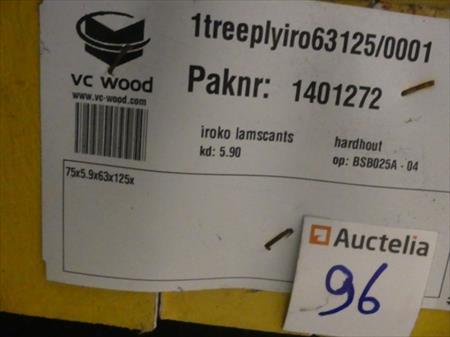 1treeplyiro63125/0001
vc wood
www.vc-wood.com
Paknr: 1401272
iroko lamscants
kd: 5.90
hardhout
op: BSB025A - 04
75x5.9x63x125x
Auctelia
96